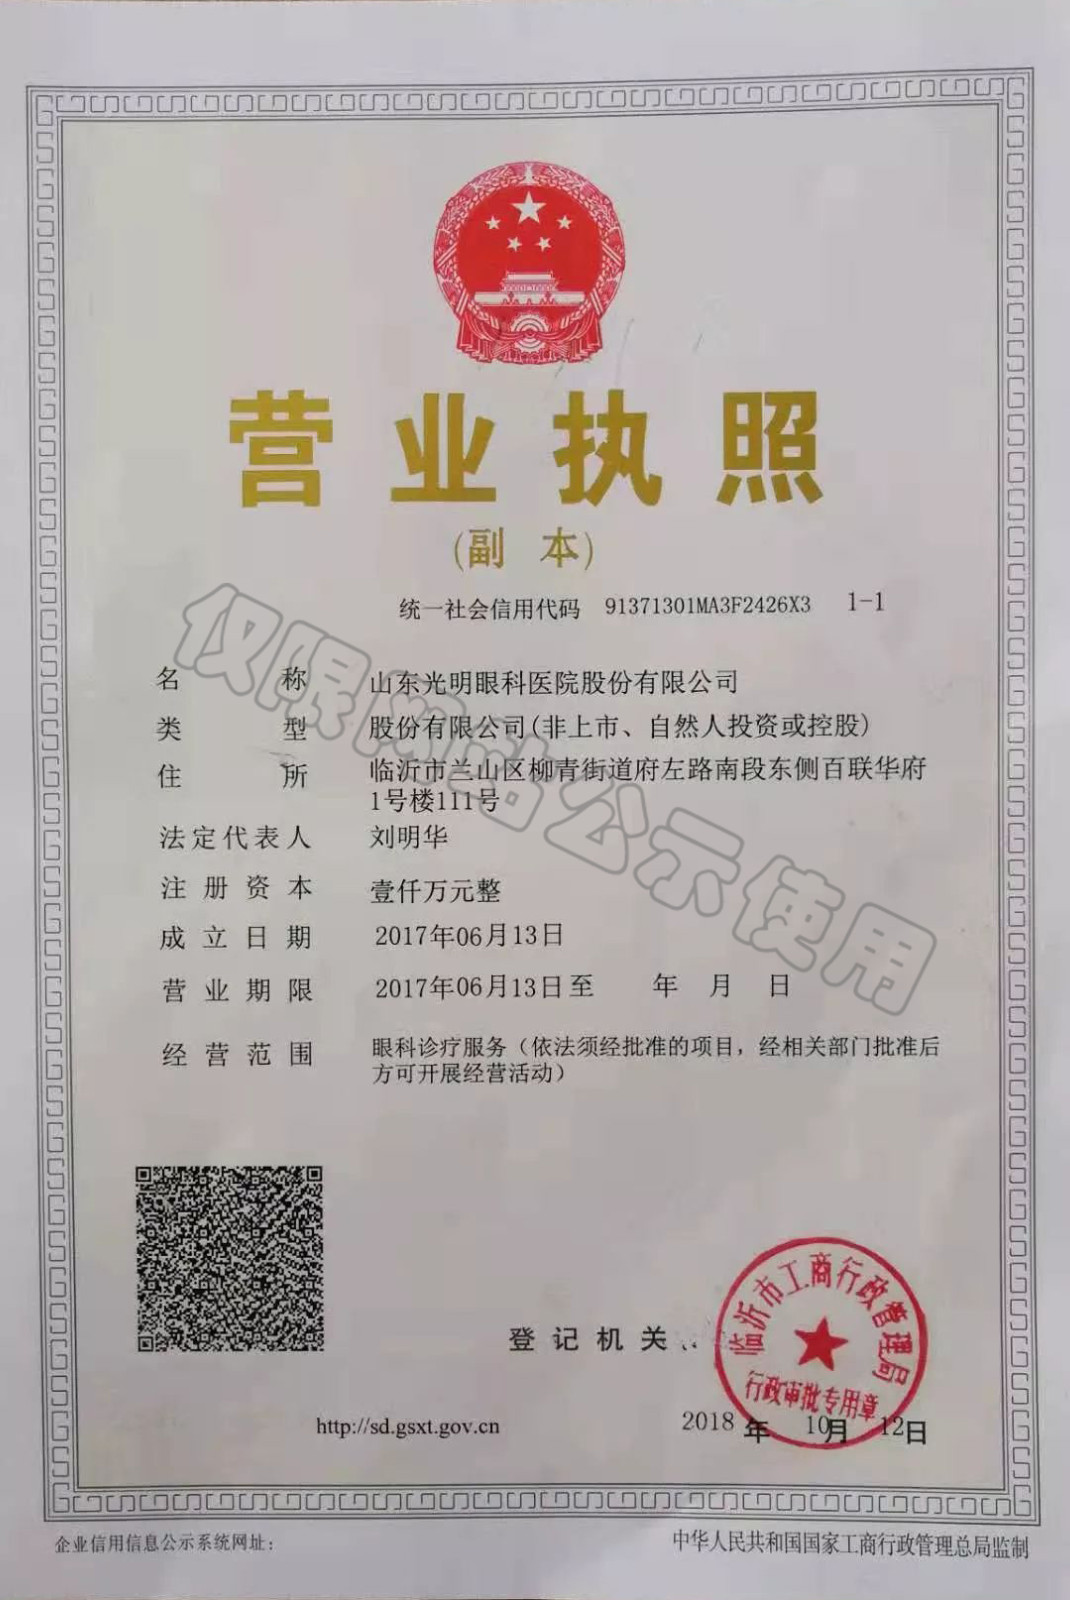 营业执照
(副本)
统一社会信用代码 91371301MA3F2426X3 1-1
名称 山东光明眼科医院股份有限公司
类型 股份有限公司(非上市、自然人投资或控股)
住所 临沂市兰山区柳青街道府左路南段东侧百联华府
1号楼111号
法定代表人 刘明华
注册资本 壹仟万元整
成立日期 2017年06月13日
营业期限 2017年06月13日至 年 月 日
经营范围 眼科诊疗服务(依法须经批准的项目,经相关部门批准后
方可开展经营活动)
仅限网站公示使用
登记机关
临沂市工商行政管理局
行政审批专用章
2018年 10月 12日
http://sd.gsxt.gov.cn
企业信用信息公示系统网址:
中华人民共和国国家工商行政管理总局监制